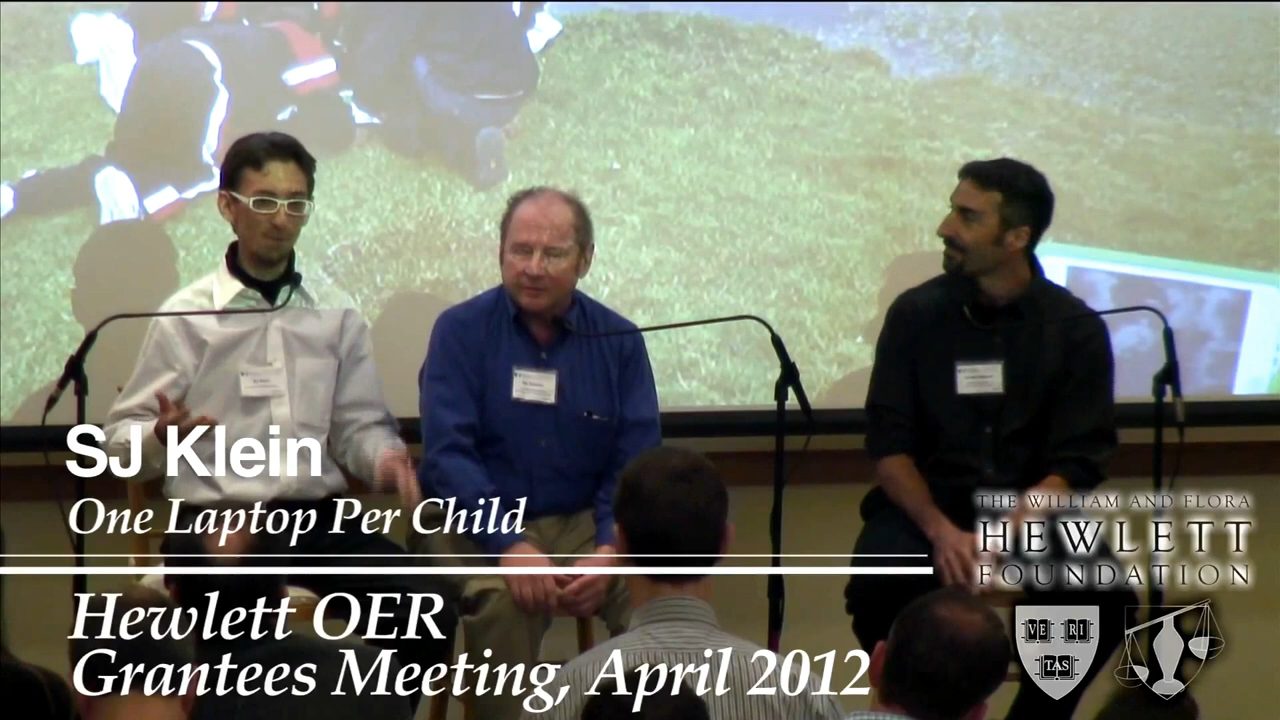 SJ Klein
One Laptop Per Child
Hewlett OER
Grantees Meeting, April 2012
THE WILLIAM AND FLORA
HEWLETT
FOUNDATION
VE RI
TAS